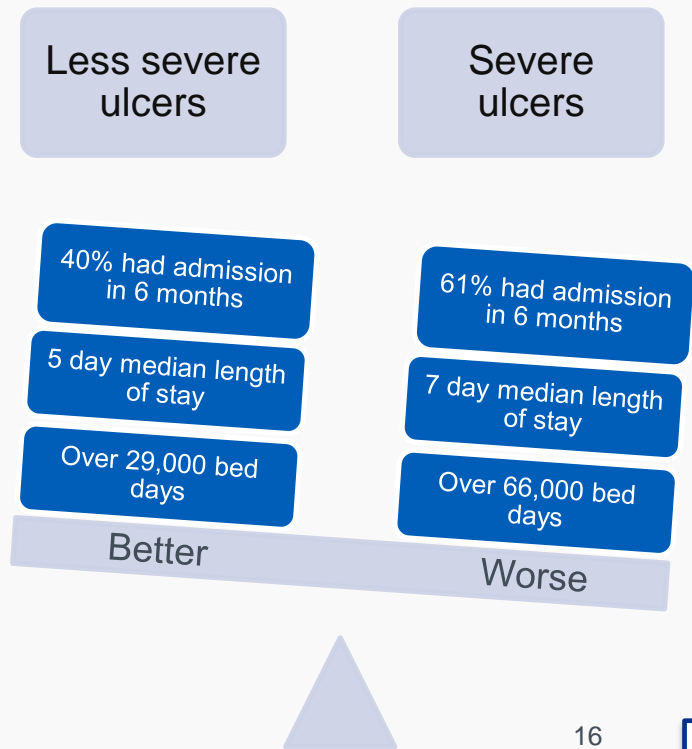 Less severe
ulcers
Severe
ulcers
40% had admission
in 6 months
5 day median length
of stay
Over 29,000 bed
days
61% had admission
in 6 months
7 day median length
of stay
Over 66,000 bed
days
Better
Worse
16